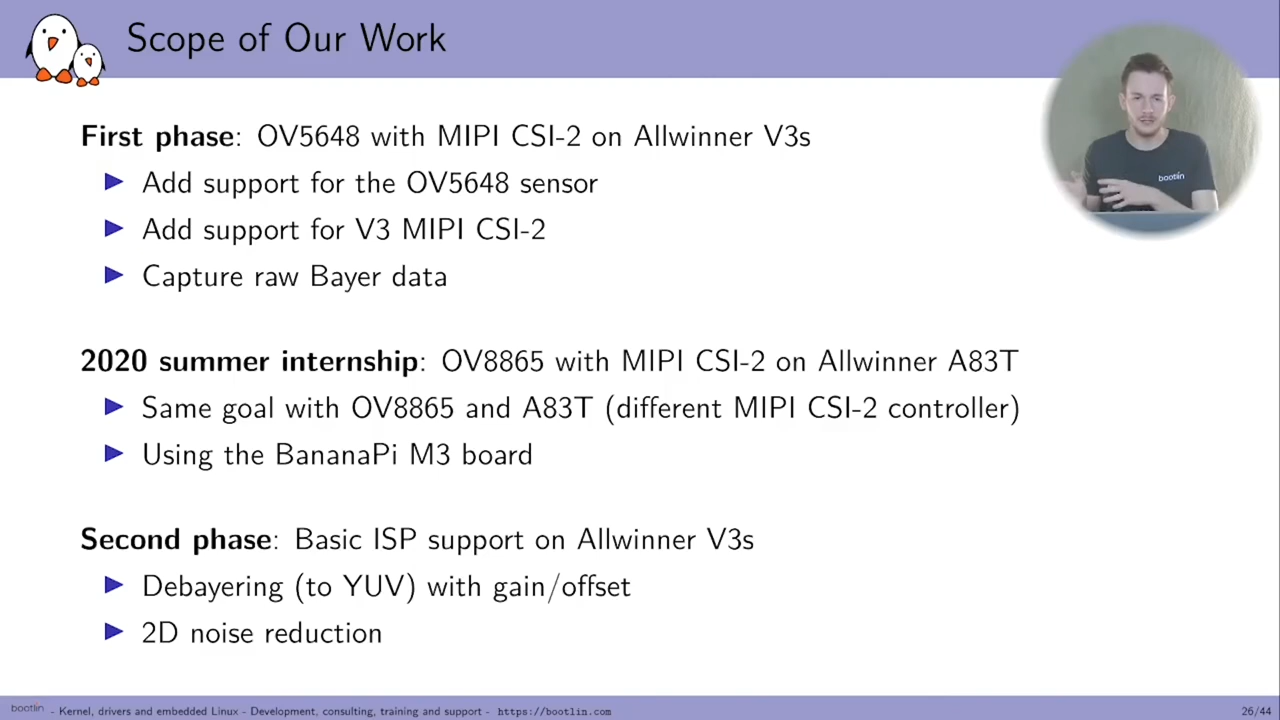 Scope of Our Work
bootlin
First phase: OV5648 with MIPI CSI-2 on Allwinner V3s
Add support for the OV5648 sensor
Add support for V3 MIPI CSI-2
Capture raw Bayer data
2020 summer internship: OV8865 with MIPI CSI-2 on Allwinner A83T
Same goal with OV8865 and A83T (different MIPI CSI-2 controller)
Using the BananaPi M3 board
Second phase: Basic ISP support on Allwinner V3s
Debayering (to YUV) with gain/offset
2D noise reduction
bootlin - Kernel, drivers and embedded Linux - Development, consulting, training and support - https://bootlin.com 26/44